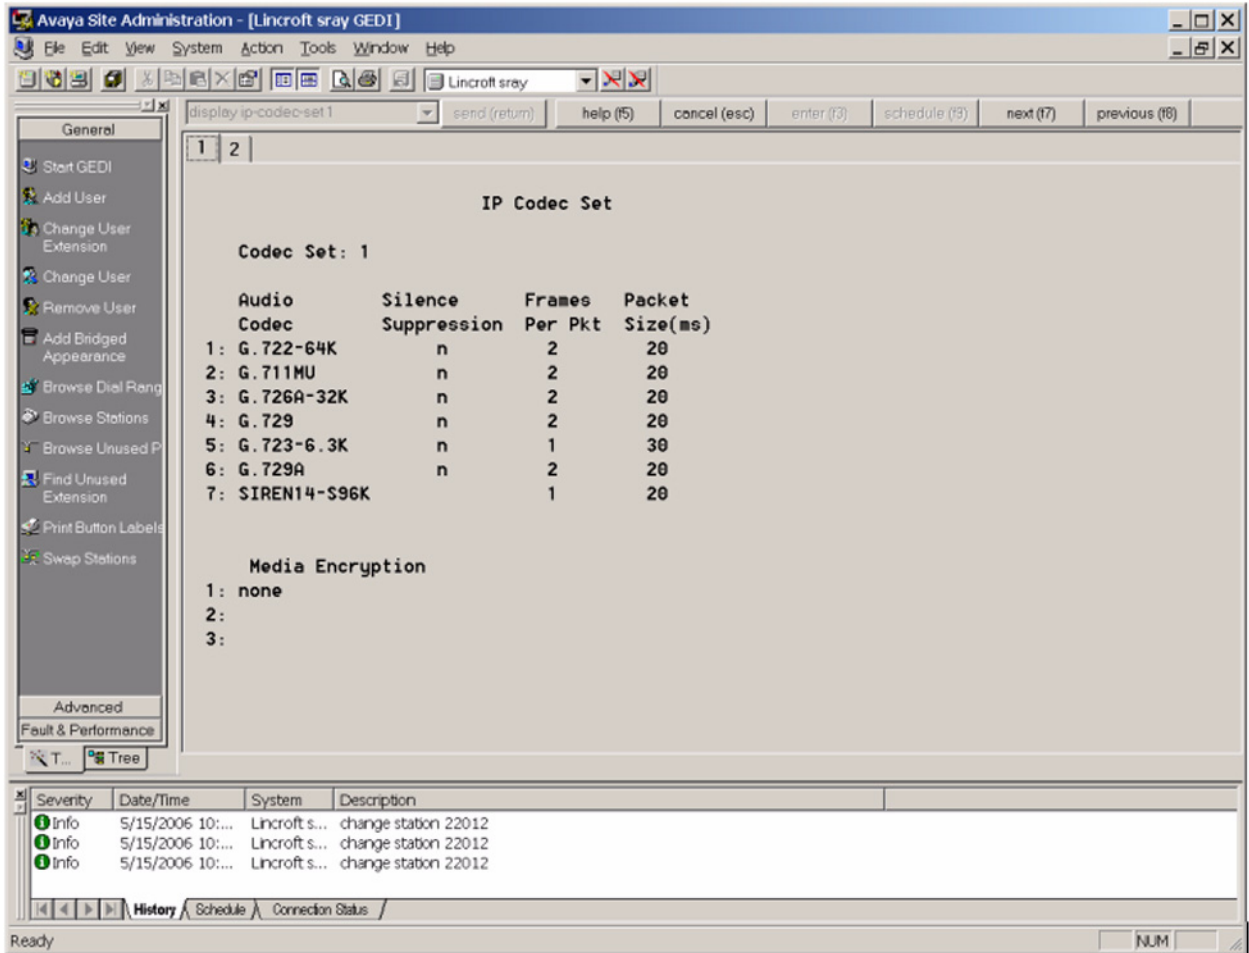 Avaya Site Administration - [Lincroft sray GEDI]
File Edit View System Action Tools Window Help
Lincroft sray
display ip-codec-set 1 send (return) help (f5) cancel (esc) enter (f3) schedule (f9) next (f7) previous (f8)
General
Start GEDI
Add User
Change User
Extension
Change User
Remove User
Add Bridged
Appearance
Browse Dial Rang
Browse Stations
Browse Unused P
Find Unused
Extension
Print Button Labels
Swap Stations
Advanced
Fault & Performance
T... Tree
1 2
IP Codec Set
Codec Set: 1
Audio Silence Frames Packet
Codec Suppression Per Pkt Size(ms)
1: G.722-64K n 2 20
2: G.711MU n 2 20
3: G.726A-32K n 2 20
4: G.729 n 2 20
5: G.723-6.3K n 1 30
6: G.729A n 2 20
7: SIREN14-S96K 1 20
Media Encryption
1: none
2:
3:
Severity Date/Time System Description
Info 5/15/2006 10:... Lincroft s... change station 22012
Info 5/15/2006 10:... Lincroft s... change station 22012
Info 5/15/2006 10:... Lincroft s... change station 22012
History Schedule Connection Status
Ready NUM